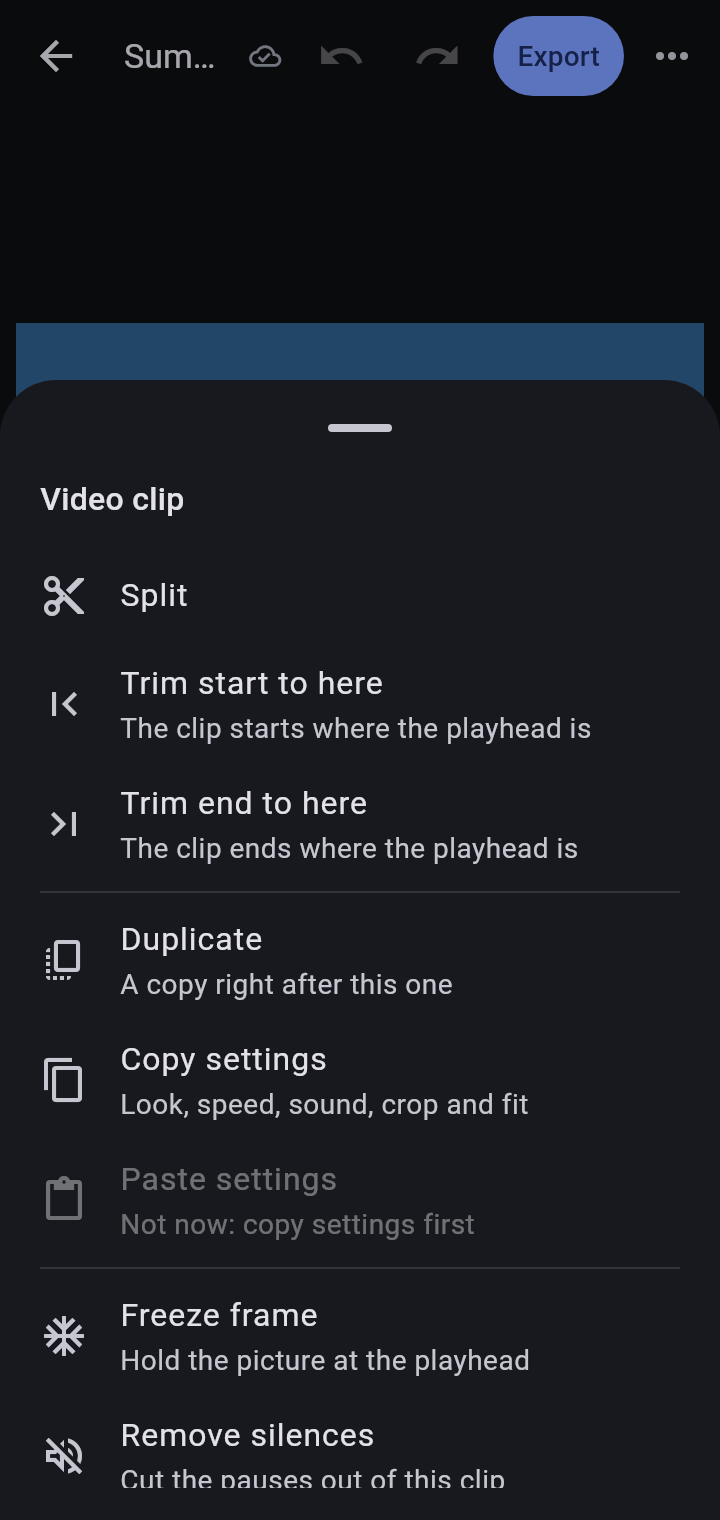 Sum...
Export
Video clip
Split
Trim start to here
The clip starts where the playhead is
Trim end to here
The clip ends where the playhead is
Duplicate
A copy right after this one
Copy settings
Look, speed, sound, crop and fit
Paste settings
Not now: copy settings first
Freeze frame
Hold the picture at the playhead
Remove silences
Cut the pauses out of this clip